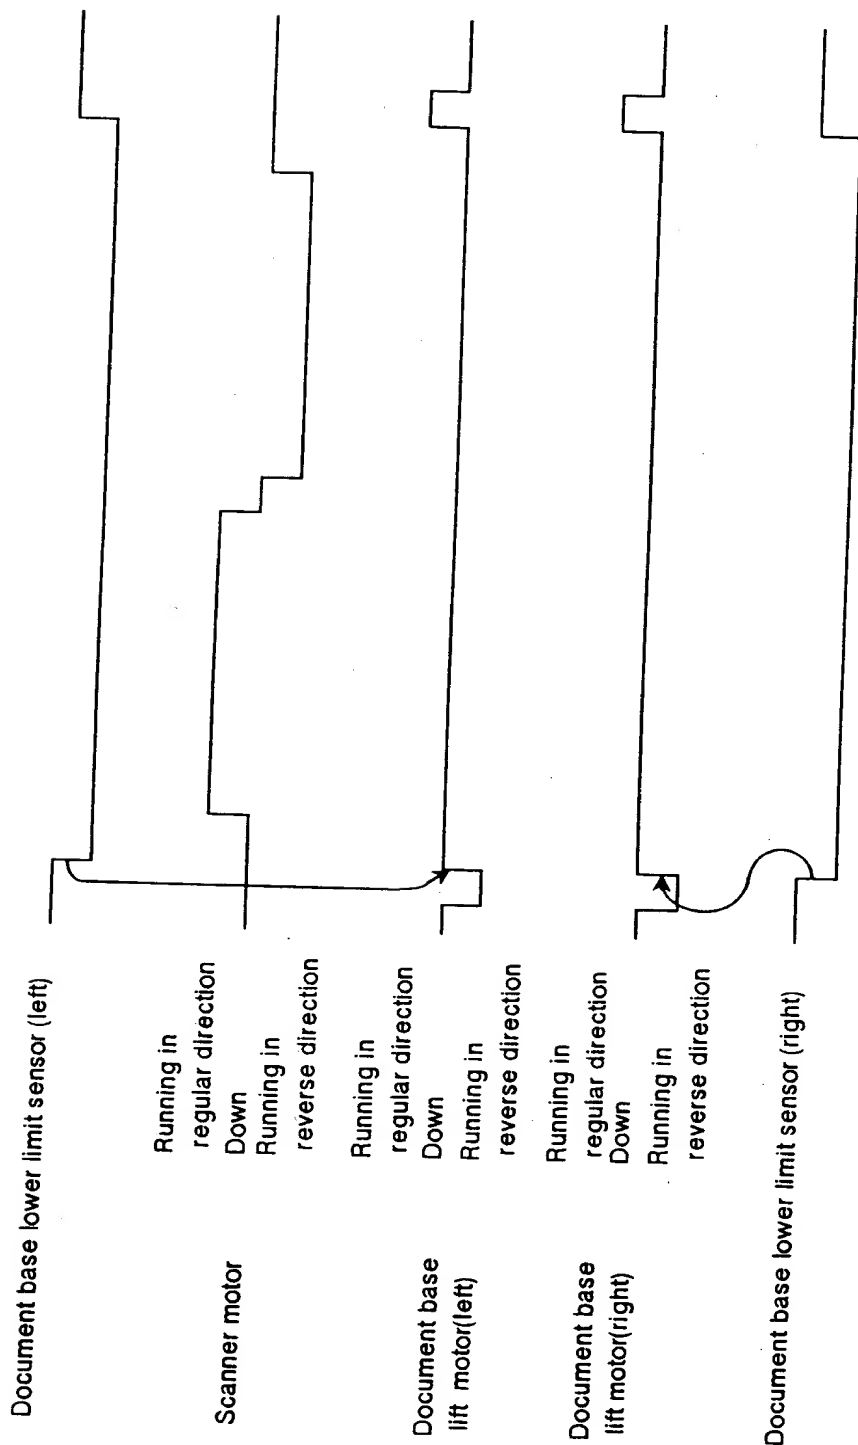 Document base lower limit sensor (left)
Scanner motor
Running in
regular direction
Down
Running in
reverse direction
Document base
lift motor(left)
Running in
regular direction
Down
Running in
reverse direction
Document base
lift motor(right)
Running in
regular direction
Down
Running in
reverse direction
Document base lower limit sensor (right)